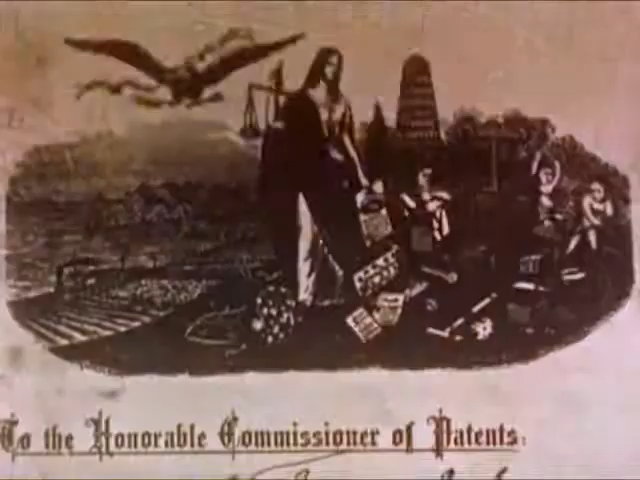 To the Honorable Commissioner of Patents: